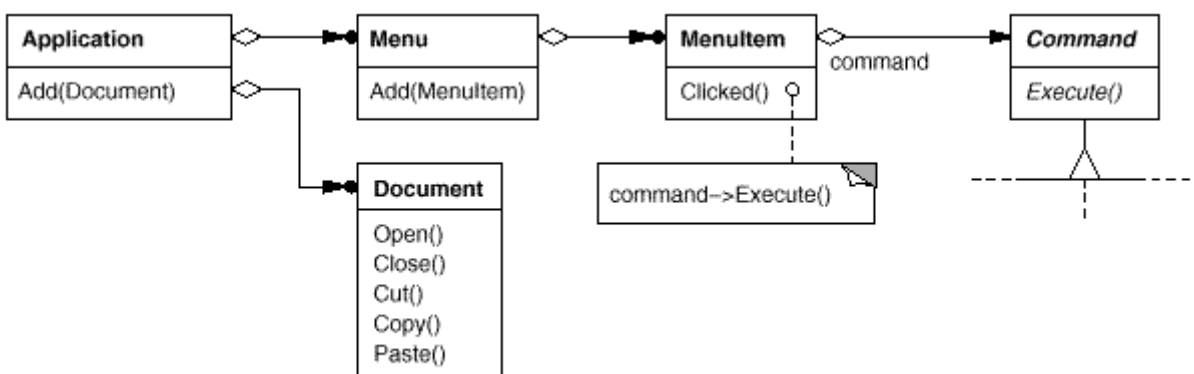 Application
Add(Document)
Menu
Add(MenuItem)
MenuItem
Clicked()
command
Command
Execute()
command->Execute()
Document
Open()
Close()
Cut()
Copy()
Paste()